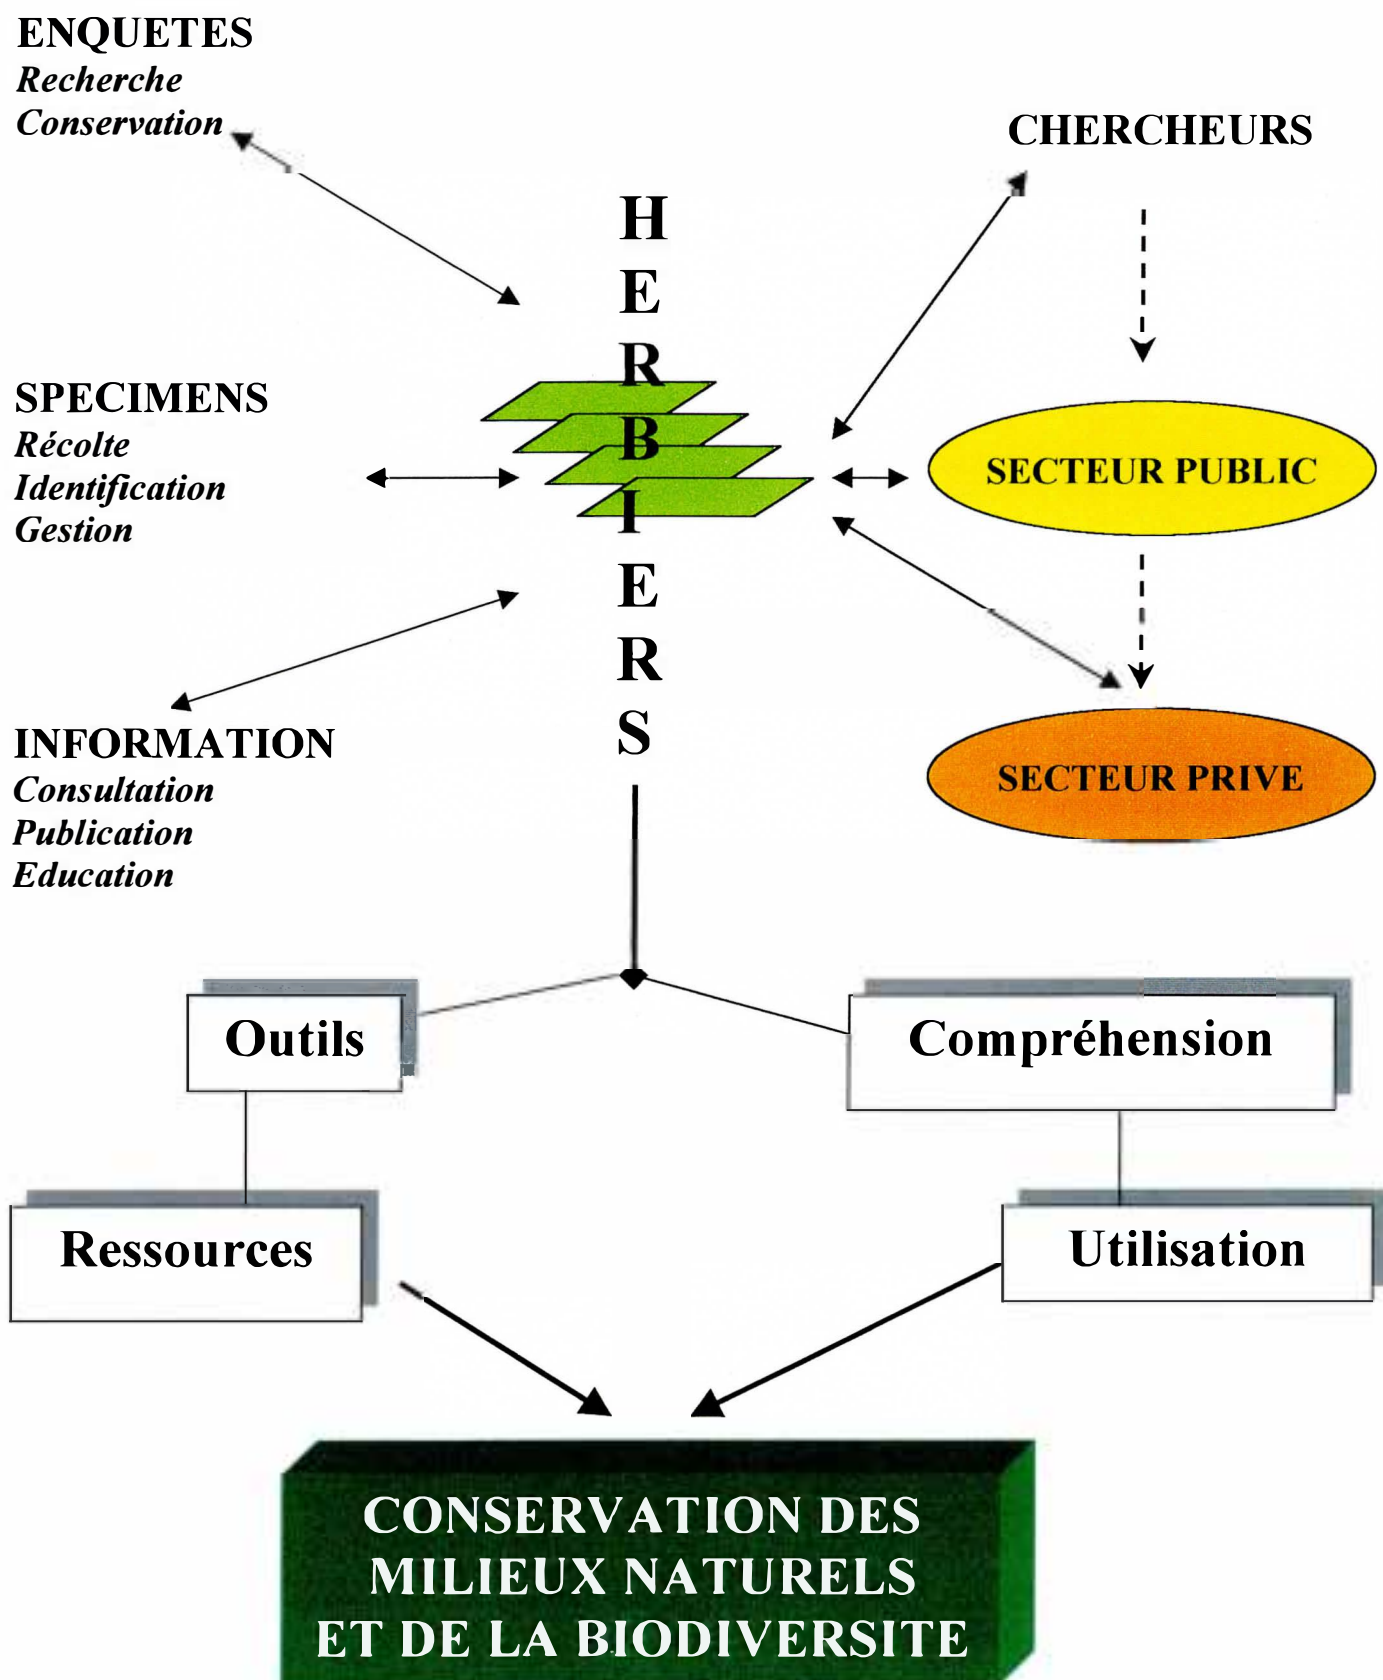 ENQUETES
Recherche
Conservation
CHERCHEURS
HERBIERS
SPECIMENS
Récolte
Identification
Gestion
SECTEUR PUBLIC
INFORMATION
Consultation
Publication
Education
SECTEUR PRIVE
Outils
Compréhension
Ressources
Utilisation
CONSERVATION DES
MILIEUX NATURELS
ET DE LA BIODIVERSITE